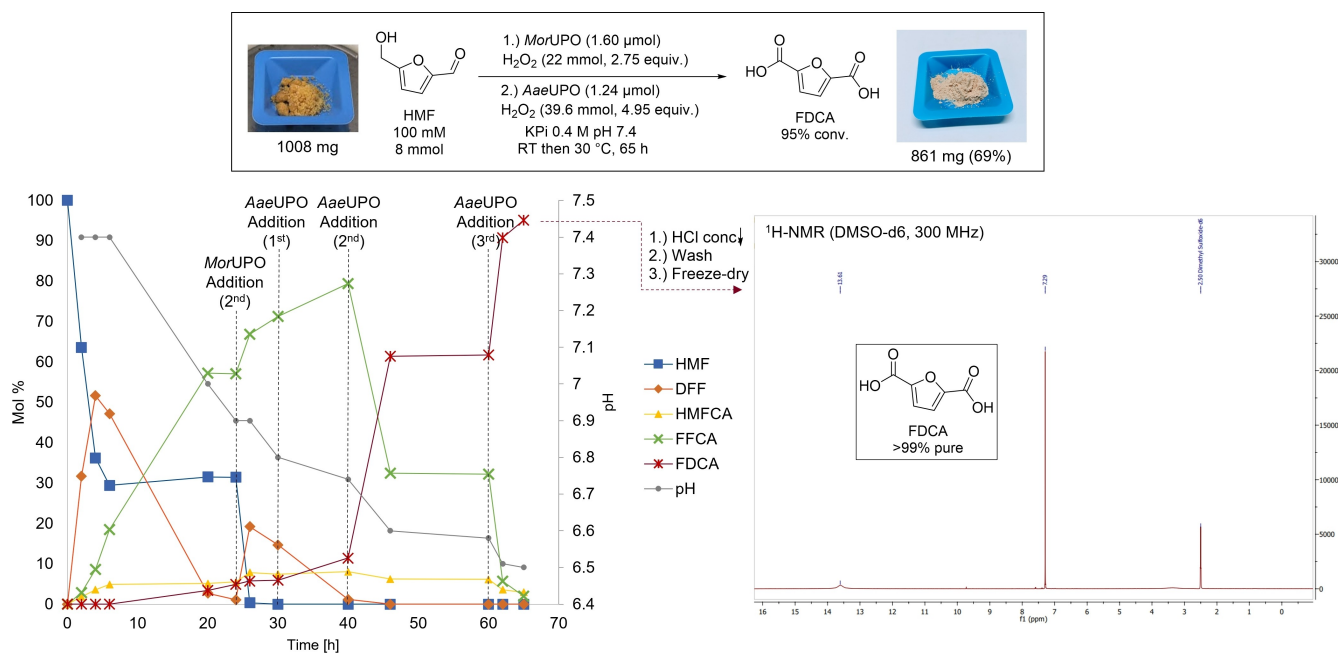 1008 mg
OH
O
O
HMF
100 mM
8 mmol
1.) MorUPO (1.60 µmol)
H₂O₂ (22 mmol, 2.75 equiv.)
2.) AaeUPO (1.24 µmol)
H₂O₂ (39.6 mmol, 4.95 equiv.)
KPi 0.4 M pH 7.4
RT then 30 °C, 65 h
O
HO
O
O
OH
FDCA
95% conv.
861 mg (69%)
Mol %
100
90
80
70
60
50
40
30
20
10
0
0
10
20
30
40
50
60
70
Time [h]
MorUPO
Addition
(2nd)
AaeUPO
Addition
(1st)
AaeUPO
Addition
(2nd)
AaeUPO
Addition
(3rd)
7.5
7.4
7.3
7.2
7.1
7
6.9
6.8
6.7
6.6
6.5
6.4
pH
HMF
DFF
HMFCA
FFCA
FDCA
pH
1.) HCl conc.
2.) Wash
3.) Freeze-dry
¹H-NMR (DMSO-d6, 300 MHz)
13.61
7.29
2.50 Dimethyl Sulfoxide-d6
O
HO
O
O
OH
FDCA
>99% pure
30000
25000
20000
15000
10000
5000
0
16
15
14
13
12
11
10
9
8
7
6
5
4
3
2
1
0
f1 (ppm)